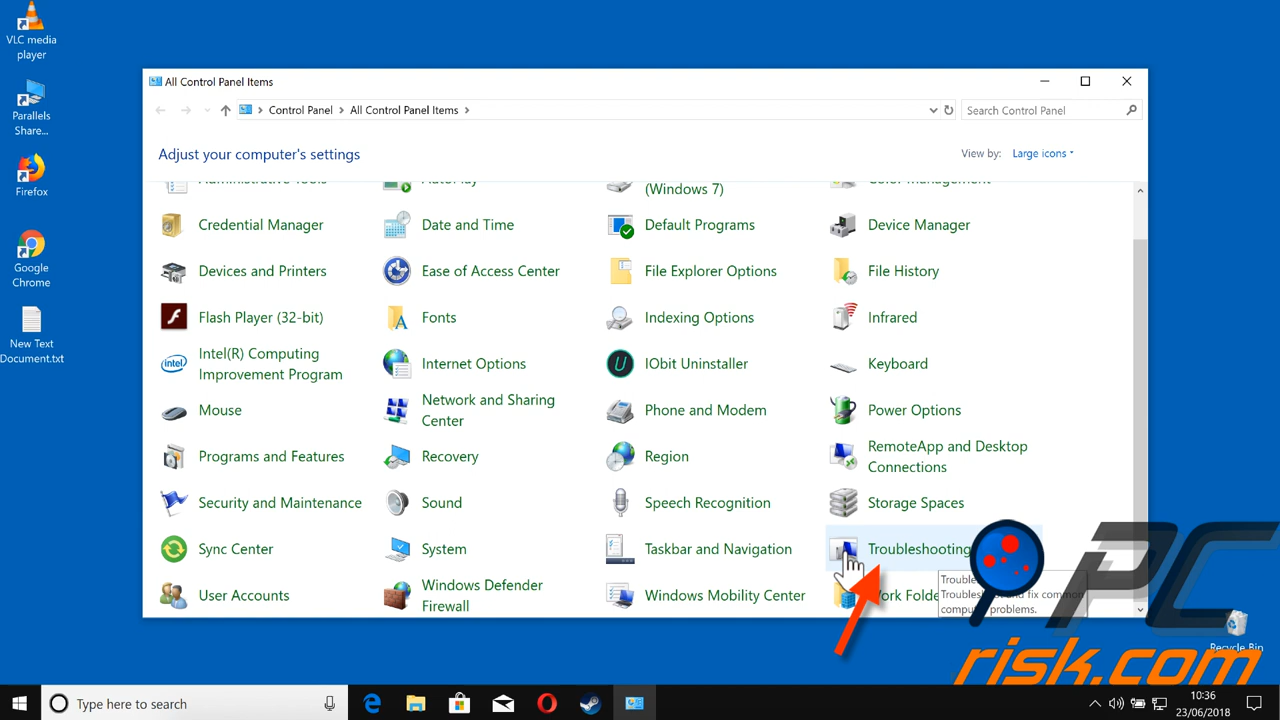 VLC media
player
Parallels
Share...
Firefox
Google
Chrome
New Text
Document.txt
All Control Panel Items
Control Panel
All Control Panel Items
Search Control Panel
Adjust your computer's settings
View by:
Large icons
Administrative Tools
AutoPlay
(Windows 7)
Color Management
Credential Manager
Date and Time
Default Programs
Device Manager
Devices and Printers
Ease of Access Center
File Explorer Options
File History
Flash Player (32-bit)
Fonts
Indexing Options
Infrared
Intel(R) Computing
Improvement Program
Internet Options
IObit Uninstaller
Keyboard
Mouse
Network and Sharing
Center
Phone and Modem
Power Options
Programs and Features
Recovery
Region
RemoteApp and Desktop
Connections
Security and Maintenance
Sound
Speech Recognition
Storage Spaces
Sync Center
System
Taskbar and Navigation
Troubleshooting
User Accounts
Windows Defender
Firewall
Windows Mobility Center
Troubleshoot and fix common
computer problems.
PC
risk.com
Recycle Bin
Type here to search
10:36
23/06/2018